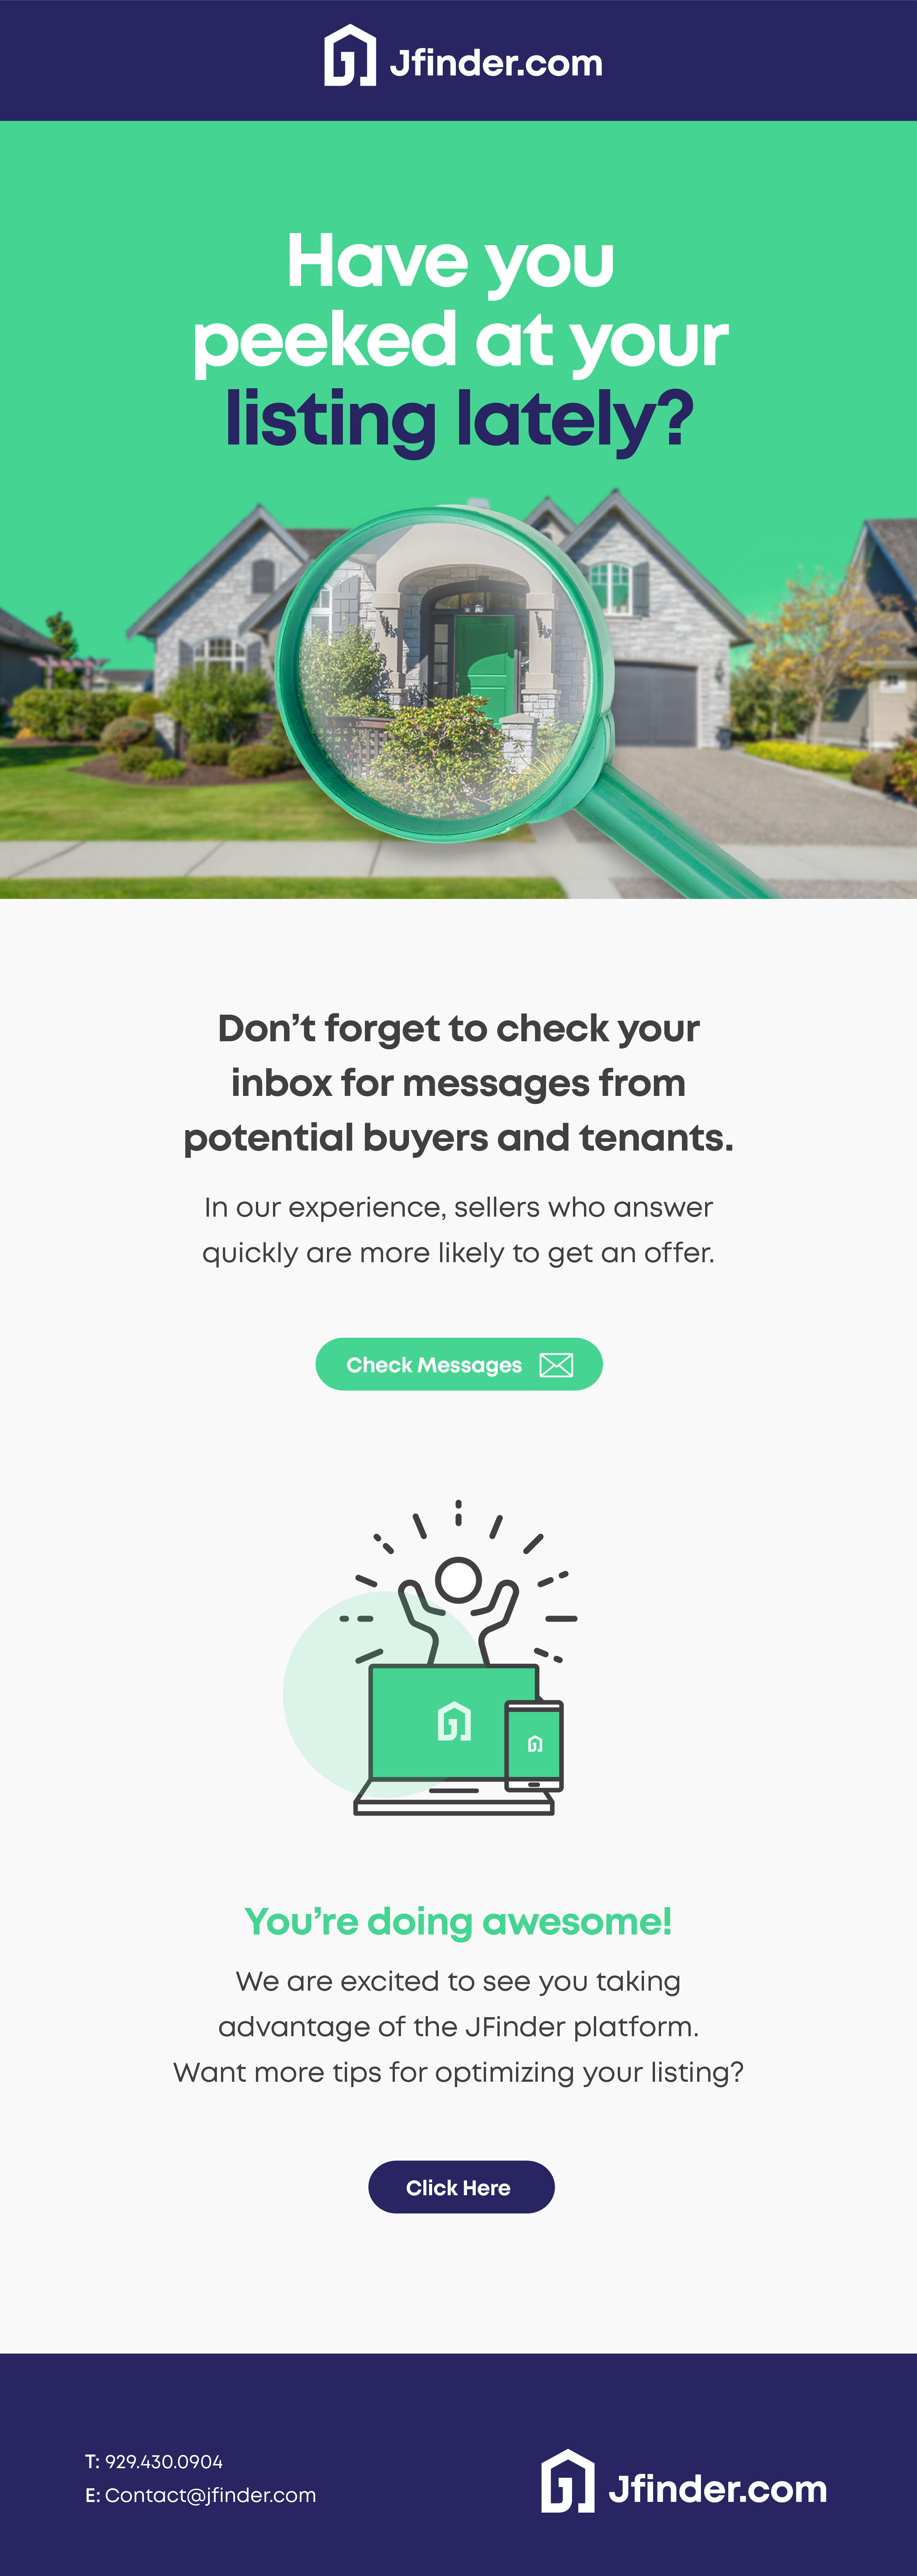 Jfinder.com
Have you
peeked at your
listing lately?
Don't forget to check your
inbox for messages from
potential buyers and tenants.
In our experience, sellers who answer
quickly are more likely to get an offer.
Check Messages
You're doing awesome!
We are excited to see you taking
advantage of the JFinder platform.
Want more tips for optimizing your listing?
Click Here
T: 929.430.0904
E: Contact@jfinder.com
Jfinder.com